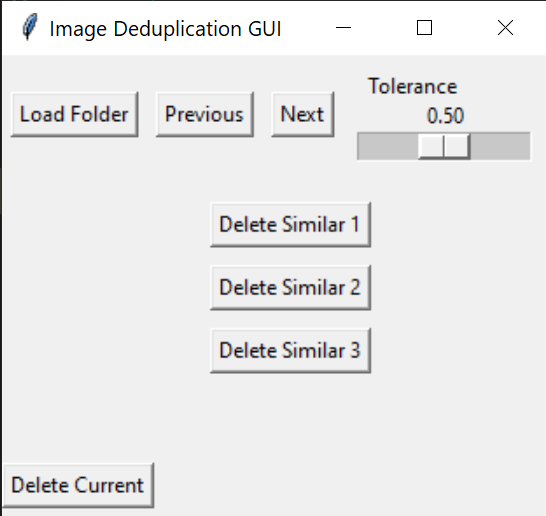 Image Deduplication GUI
Load Folder
Previous
Next
Tolerance
0.50
Delete Similar 1
Delete Similar 2
Delete Similar 3
Delete Current